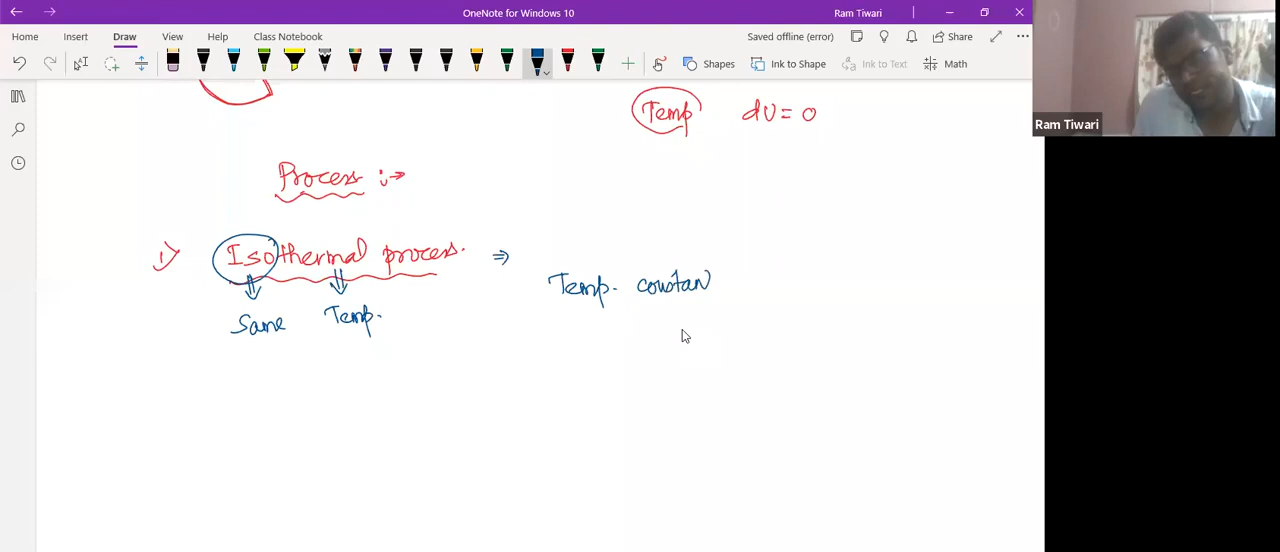 OneNote for Windows 10
Ram Tiwari
Home Insert Draw View Help Class Notebook
Saved offline (error)
Share
Shapes
Ink to Shape
Ink to Text
Math
Ram Tiwari
Temp dU = 0
Process :→
1) Isothermal process. ⇒
Temp. constan
Same Temp.